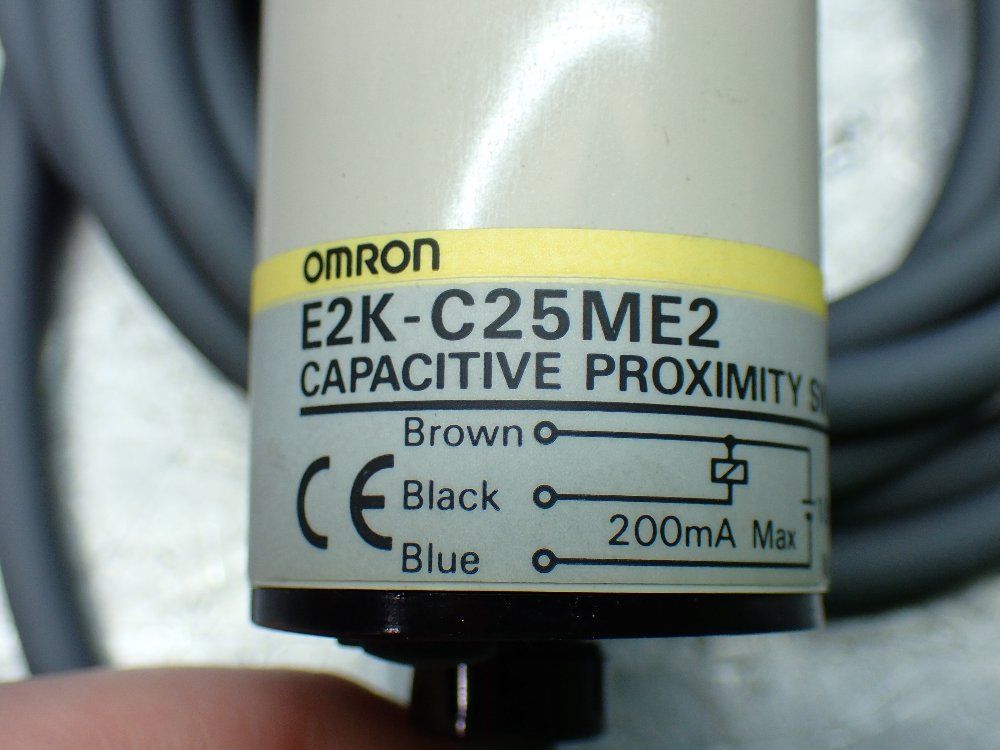 OMRON
E2K-C25ME2
CAPACITIVE PROXIMITY
Brown
CE Black
200mA Max
Blue